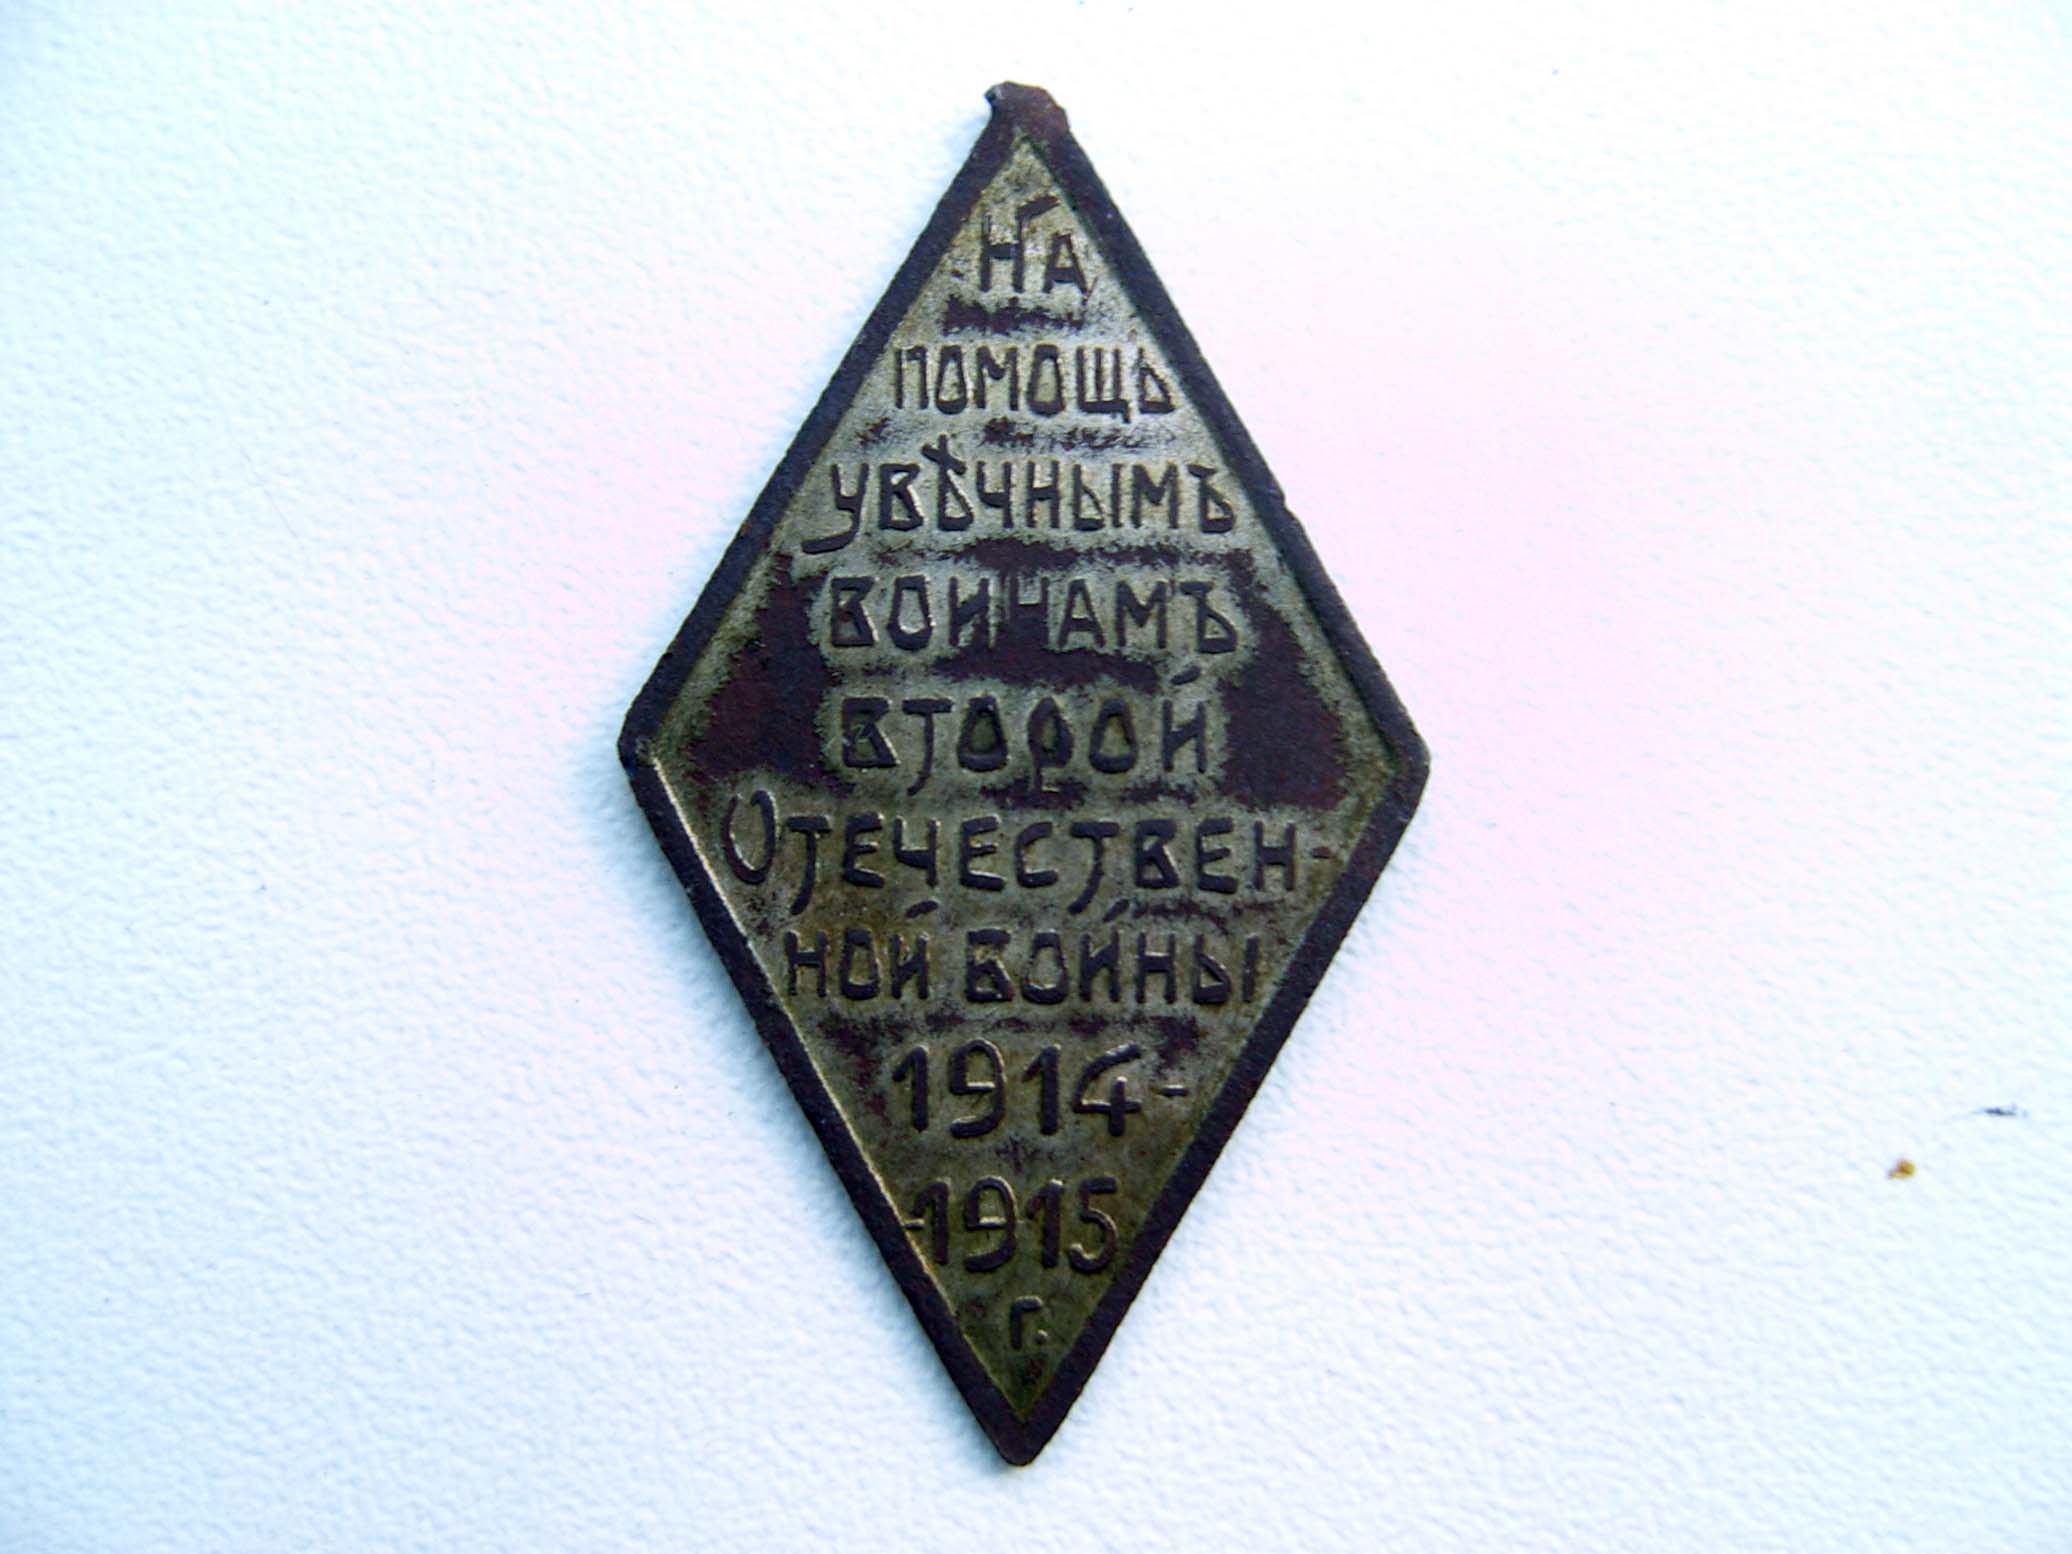 На
помощь
увѣчнымъ
воинамъ
второй
Отечествен-
ной войны
1914-
-1915
г.